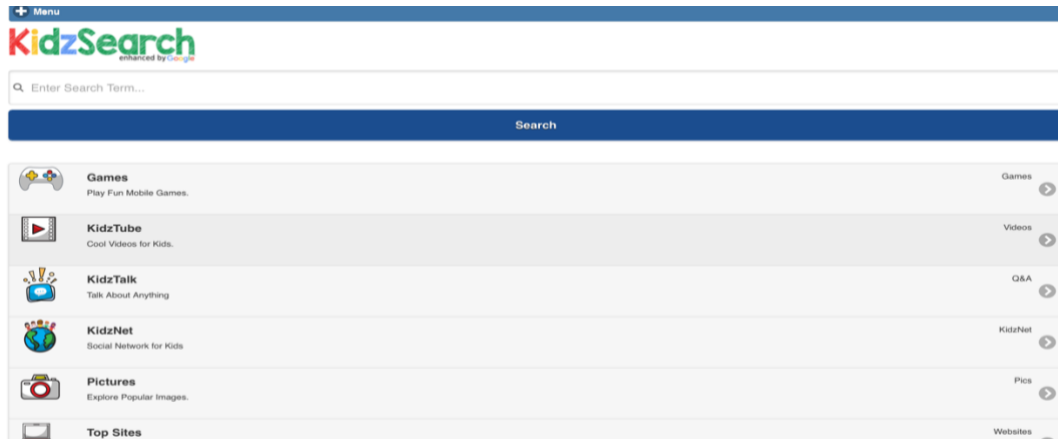 Menu
KidzSearch
enhanced by Google
Enter Search Term...
Search
Games
Games
Play Fun Mobile Games.
KidzTube
Videos
Cool Videos for Kids.
KidzTalk
Q&A
Talk About Anything
KidzNet
KidzNet
Social Network for Kids
Pictures
Pics
Explore Popular Images.
Top Sites
Websites